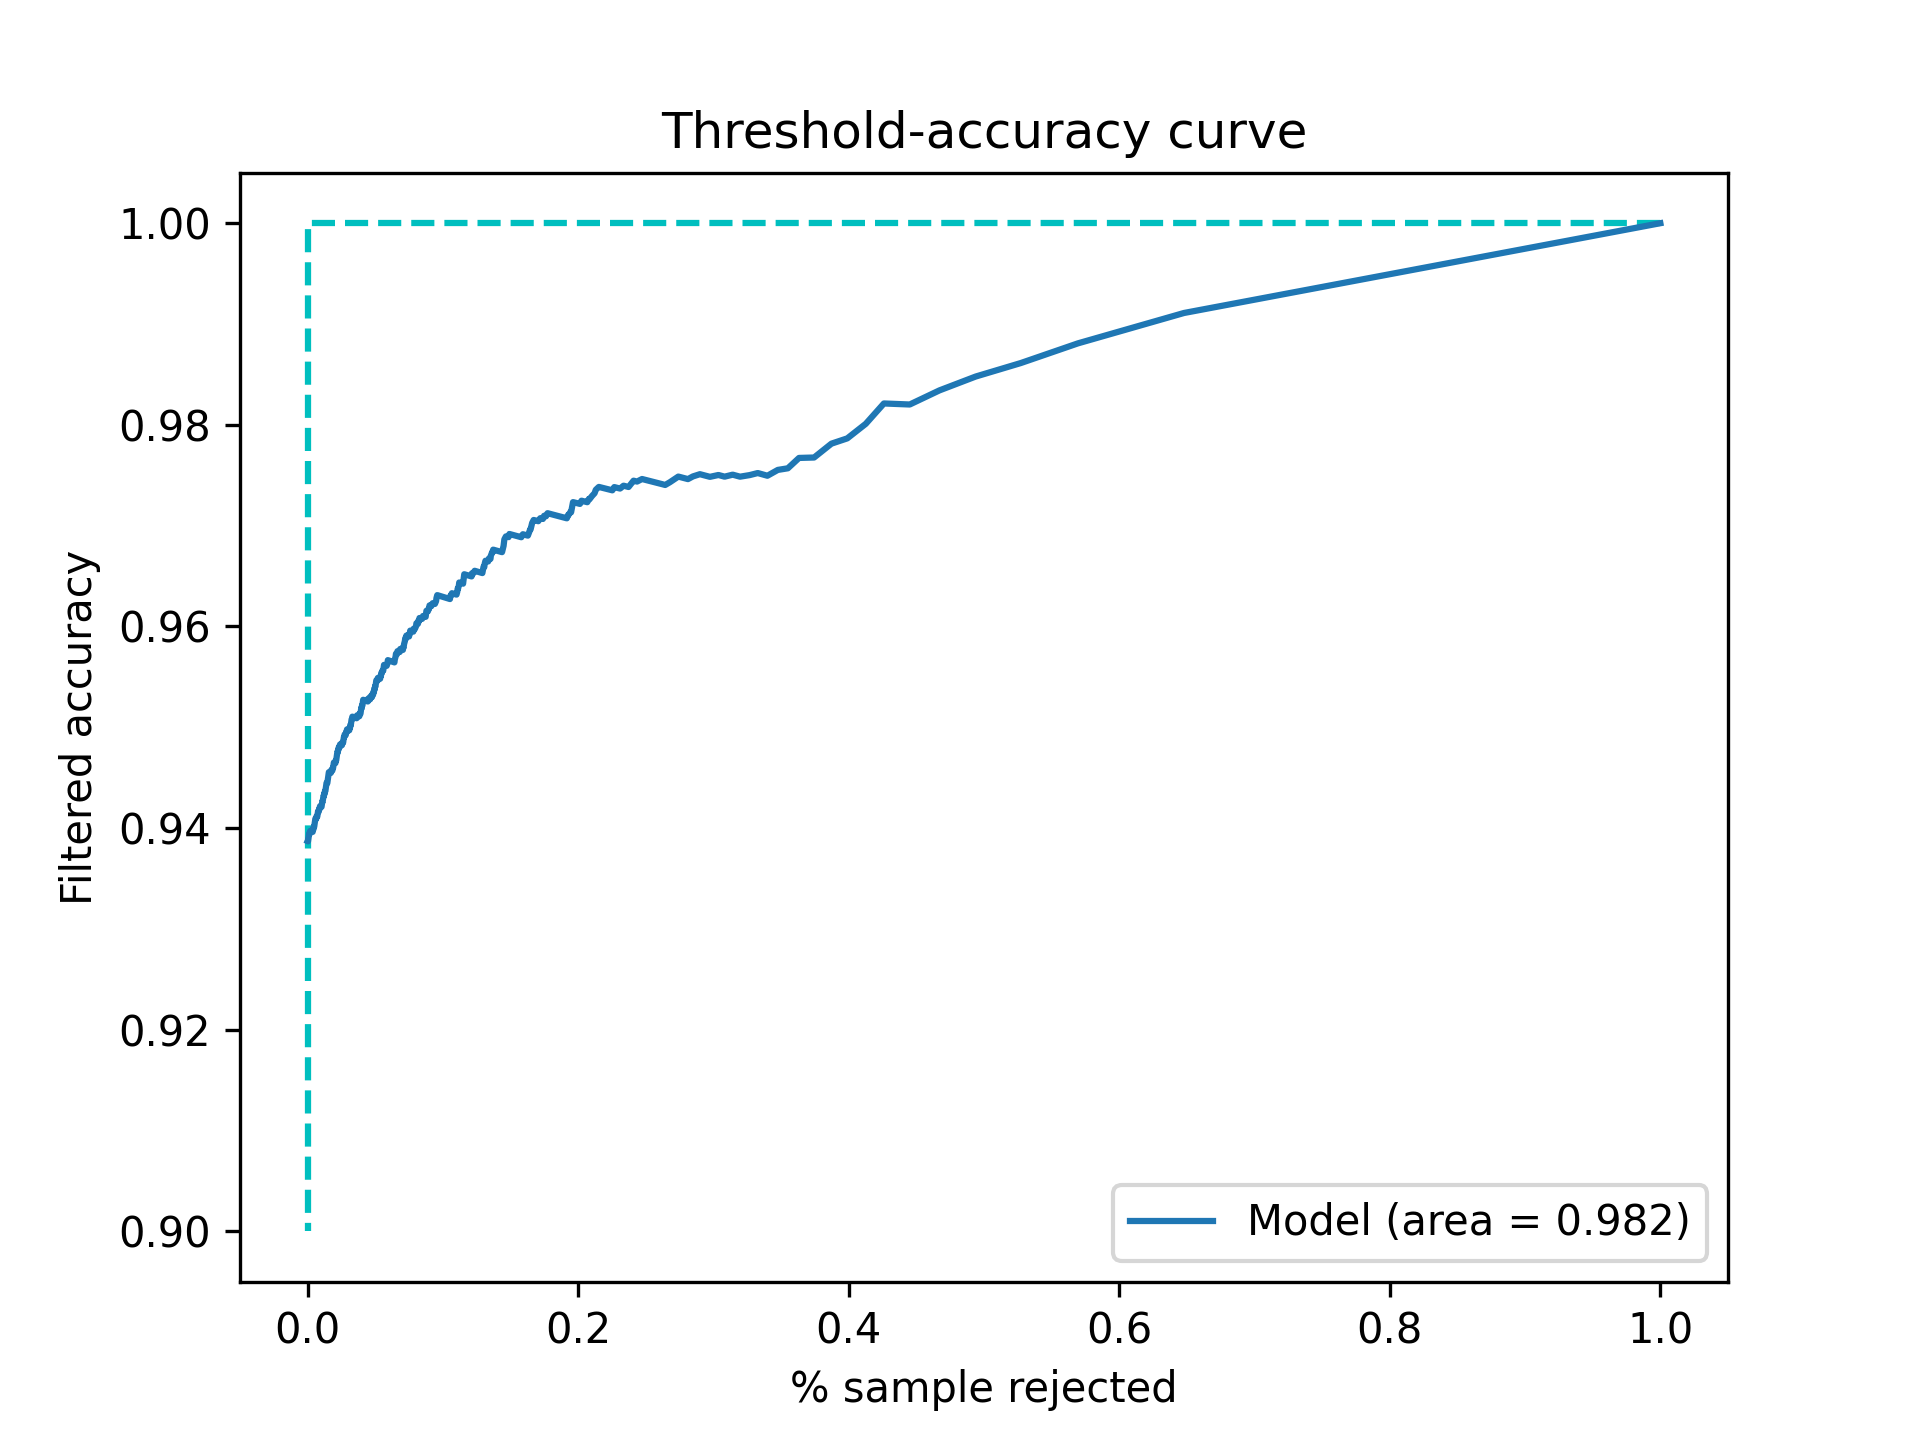 Threshold-accuracy curve
1.00
0.98
0.96
0.94
0.92
0.90
Filtered accuracy
Model (area = 0.982)
0.0 0.2 0.4 0.6 0.8 1.0
% sample rejected